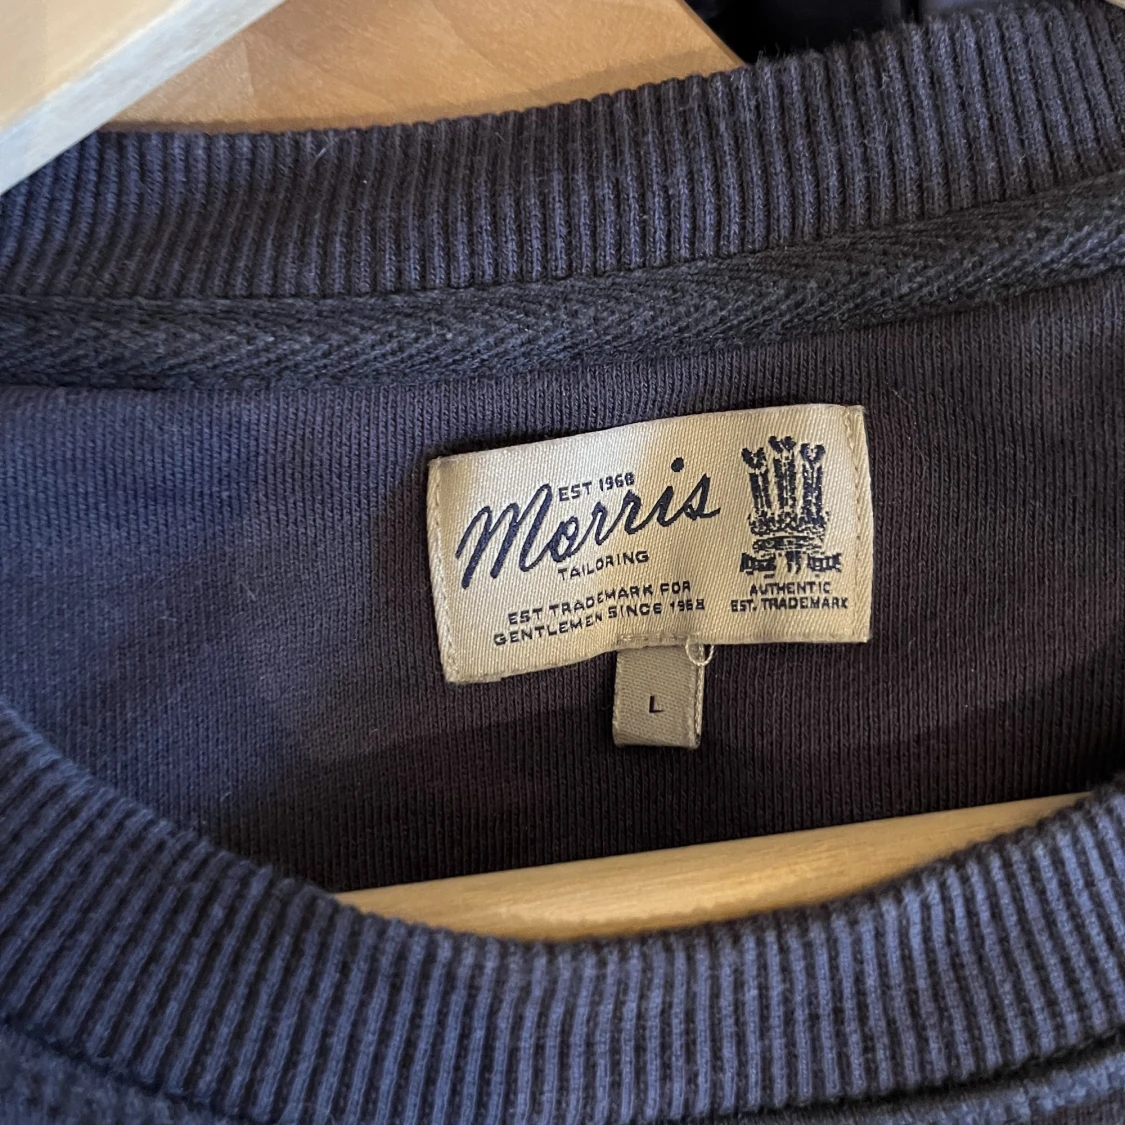 EST 1968
Morris
TAILORING
EST TRADEMARK FOR
GENTLEMEN SINCE 1968
AUTHENTIC
EST. TRADEMARK
L